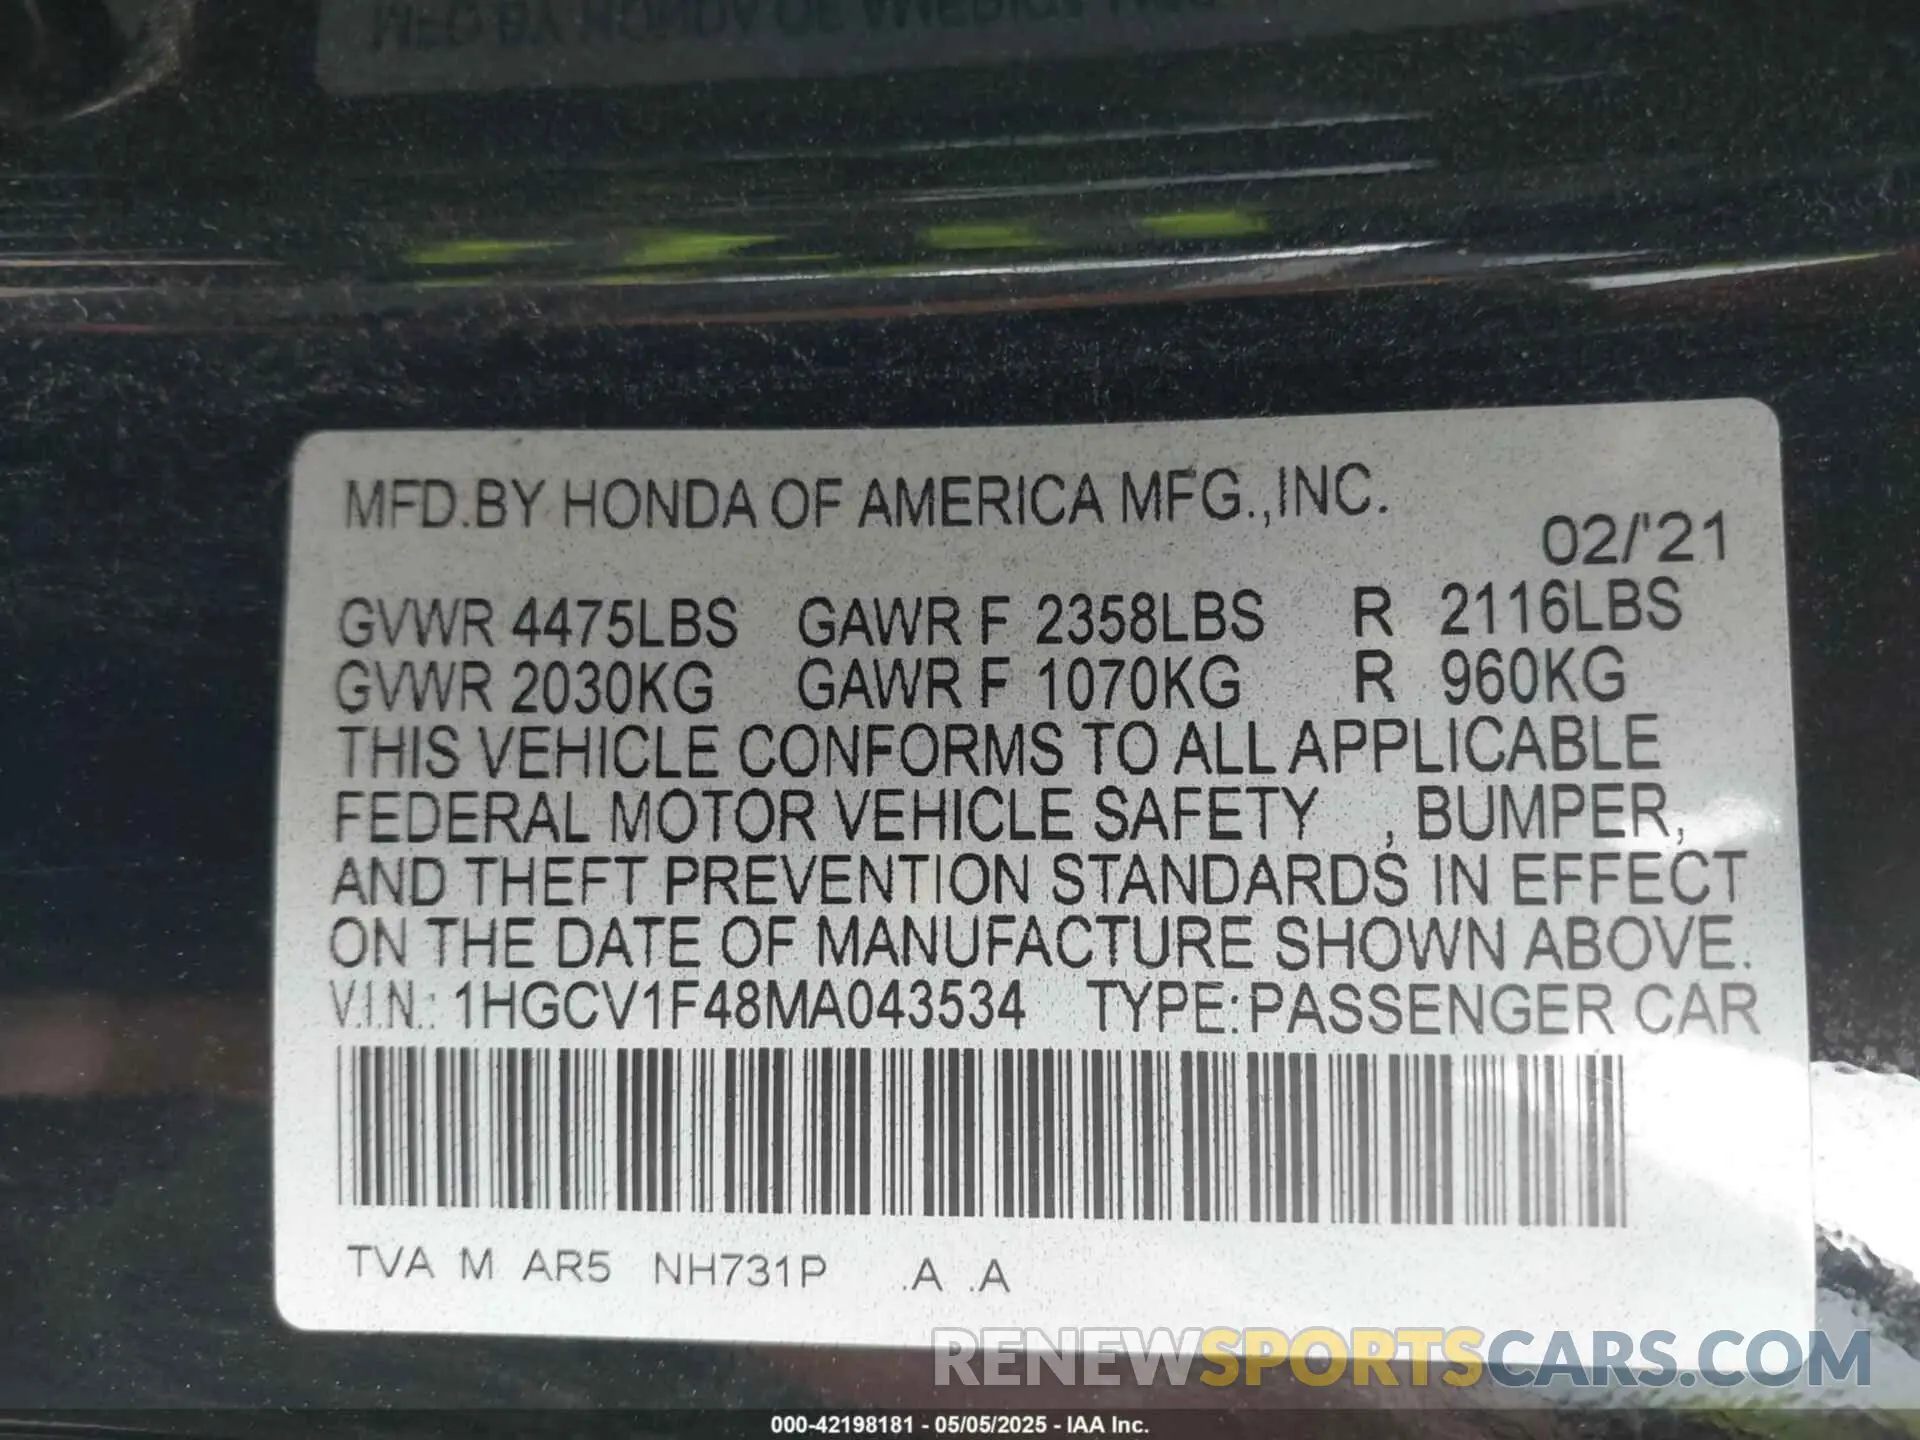 MFD.BY HONDA OF AMERICA MFG.,INC.
02/'21
GVWR 4475LBS GAWR F 2358LBS R 2116LBS
GVWR 2030KG GAWR F 1070KG R 960KG
THIS VEHICLE CONFORMS TO ALL APPLICABLE
FEDERAL MOTOR VEHICLE SAFETY , BUMPER,
AND THEFT PREVENTION STANDARDS IN EFFECT
ON THE DATE OF MANUFACTURE SHOWN ABOVE.
V.I.N.: 1HGCV1F48MA043534 TYPE:PASSENGER CAR
TVA M AR5 NH731P .A .A
RENEWSPORTSCARS.COM
000-42198181 - 05/05/2025 - IAA Inc.